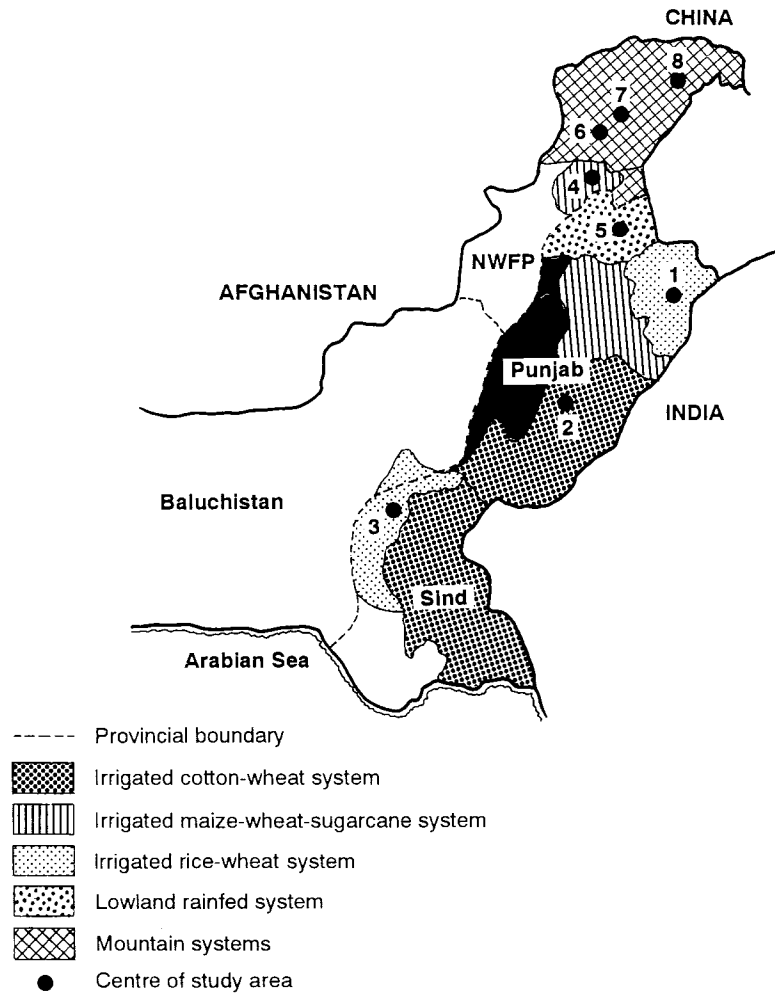 CHINA
8
7
6
4
5
NWFP
1
AFGHANISTAN
Punjab
2
INDIA
Baluchistan
3
Sind
Arabian Sea
Provincial boundary
Irrigated cotton-wheat system
Irrigated maize-wheat-sugarcane system
Irrigated rice-wheat system
Lowland rainfed system
Mountain systems
Centre of study area